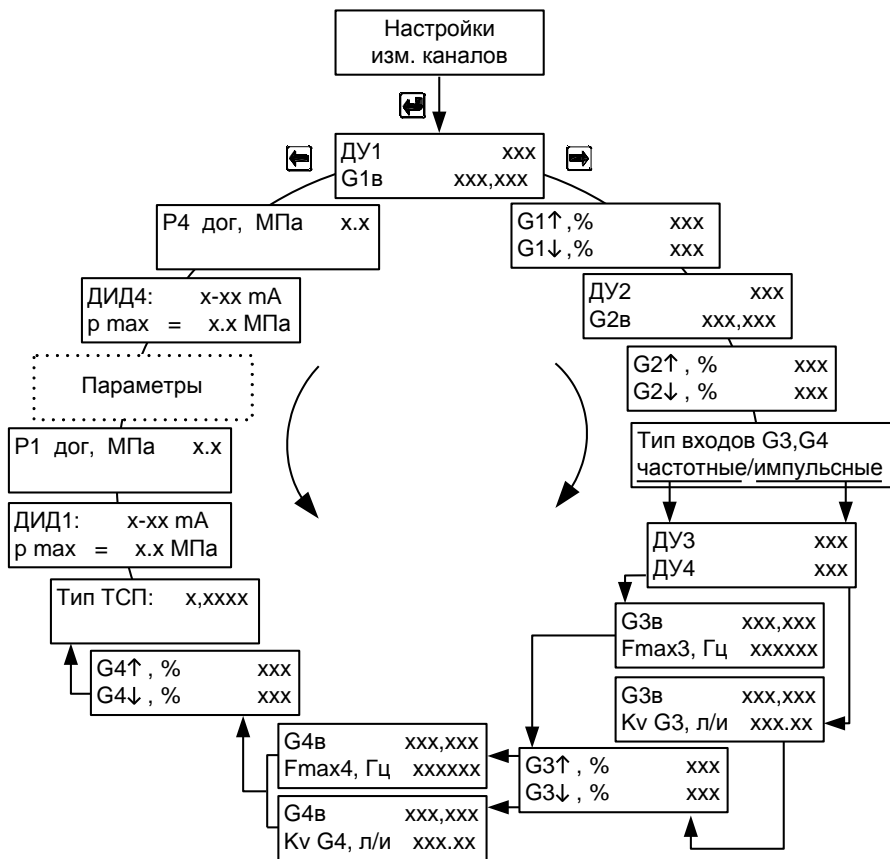 Настройки
изм. каналов
ДУ1 xxx
G1в xxx,xxx
G1↑,% xxx
G1↓,% xxx
ДУ2 xxx
G2в xxx,xxx
G2↑ , % xxx
G2↓ , % xxx
Тип входов G3,G4
частотные/импульсные
ДУ3 xxx
ДУ4 xxx
G3в xxx,xxx
Fmax3, Гц xxxxxx
G3в xxx,xxx
Kv G3, л/и xxx.xx
G3↑ , % xxx
G3↓ , % xxx
G4в xxx,xxx
Fmax4, Гц xxxxxx
G4в xxx,xxx
Kv G4, л/и xxx.xx
G4↑ , % xxx
G4↓ , % xxx
Тип ТСП: x,xxxx
ДИД1: x-xx mA
p max = x.x МПа
P1 дог, МПа x.x
Параметры
ДИД4: x-xx mA
p max = x.x МПа
P4 дог, МПа x.x